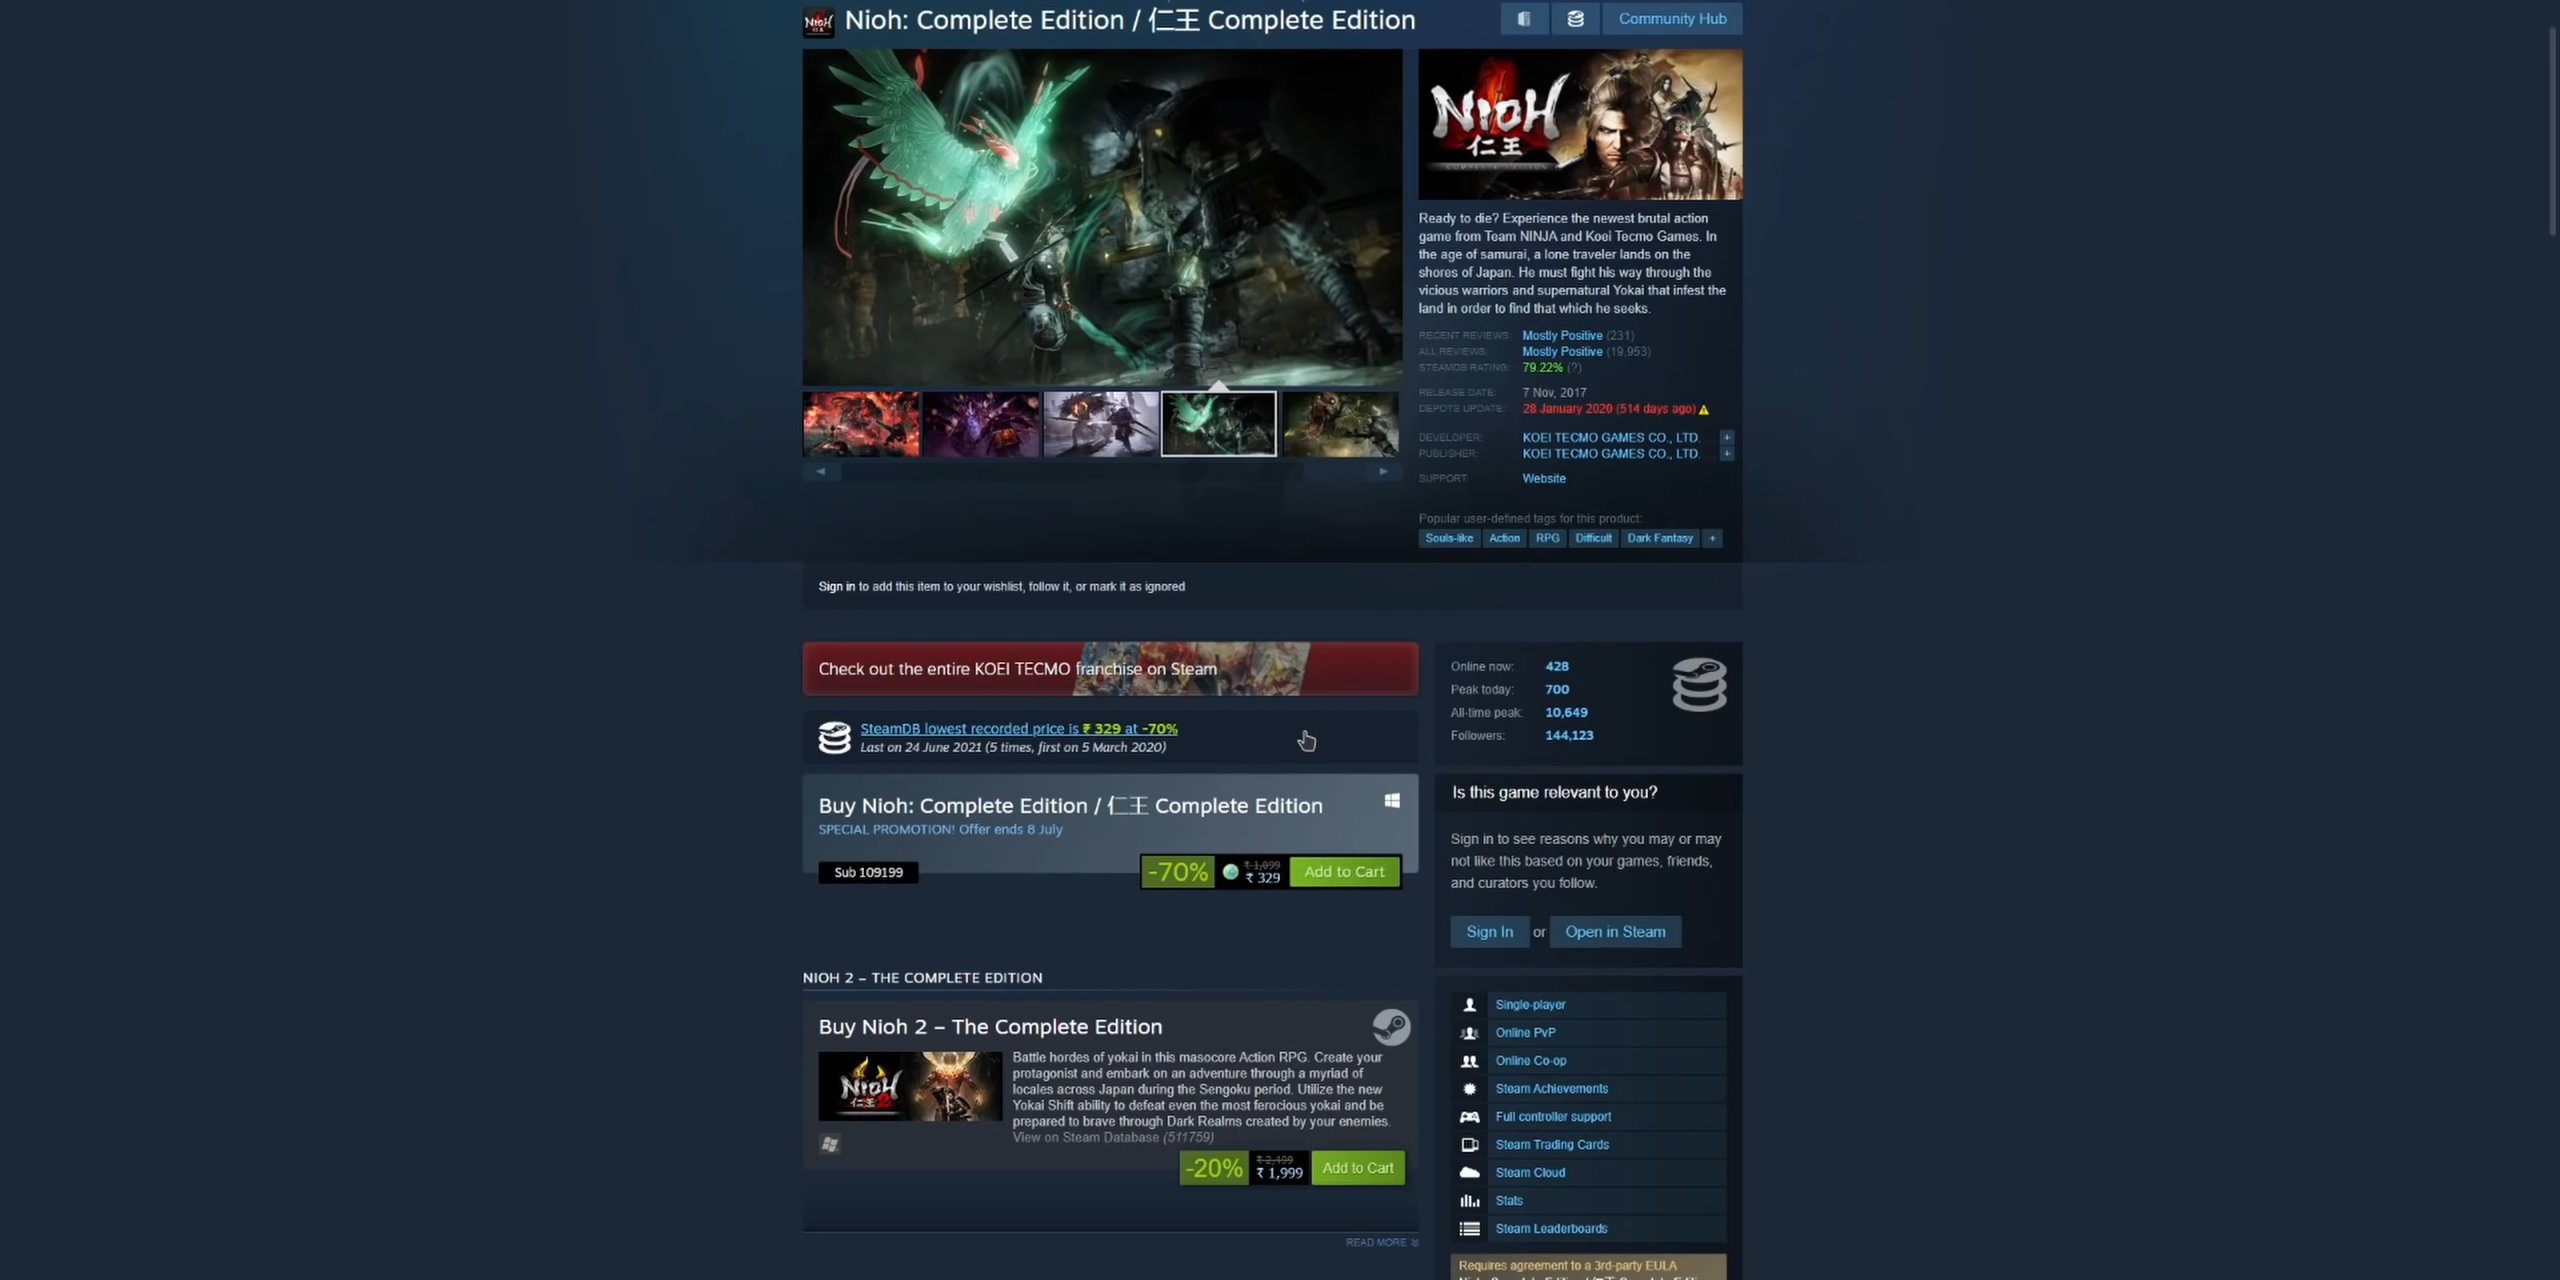 Nioh: Complete Edition / 仁王 Complete Edition
Community Hub
NIOH
仁王
Ready to die? Experience the newest brutal action
game from Team NINJA and Koei Tecmo Games. In
the age of samurai, a lone traveler lands on the
shores of Japan. He must fight his way through the
vicious warriors and supernatural Yokai that infest the
land in order to find that which he seeks.
RECENT REVIEWS: Mostly Positive (231)
ALL REVIEWS: Mostly Positive (19,953)
STEAMDB RATING: 79.22% (?)
RELEASE DATE: 7 Nov, 2017
DEPOTS UPDATE: 28 January 2020 (514 days ago)
DEVELOPER: KOEI TECMO GAMES CO., LTD. ... +
PUBLISHER: KOEI TECMO GAMES CO., LTD. ... +
SUPPORT: Website
Popular user-defined tags for this product:
Souls-like Action RPG Difficult Dark Fantasy +
Sign in to add this item to your wishlist, follow it, or mark it as ignored
Check out the entire KOEI TECMO franchise on Steam
SteamDB lowest recorded price is ₹ 329 at -70%
Last on 24 June 2021 (5 times, first on 5 March 2020)
Buy Nioh: Complete Edition / 仁王 Complete Edition
SPECIAL PROMOTION! Offer ends 8 July
Sub 109199
-70% ₹ 1,099 ₹ 329 Add to Cart
NIOH 2 – THE COMPLETE EDITION
Buy Nioh 2 – The Complete Edition
NIOH
仁王2
Battle hordes of yokai in this masocore Action RPG. Create your
protagonist and embark on an adventure through a myriad of
locales across Japan during the Sengoku period. Utilize the new
Yokai Shift ability to defeat even the most ferocious yokai and be
prepared to brave through Dark Realms created by your enemies.
View on Steam Database (511759)
-20% ₹ 2,499 ₹ 1,999 Add to Cart
READ MORE
Online now: 428
Peak today: 700
All-time peak: 10,649
Followers: 144,123
Is this game relevant to you?
Sign in to see reasons why you may or may
not like this based on your games, friends,
and curators you follow.
Sign In or Open in Steam
Single-player
Online PvP
Online Co-op
Steam Achievements
Full controller support
Steam Trading Cards
Steam Cloud
Stats
Steam Leaderboards
Requires agreement to a 3rd-party EULA